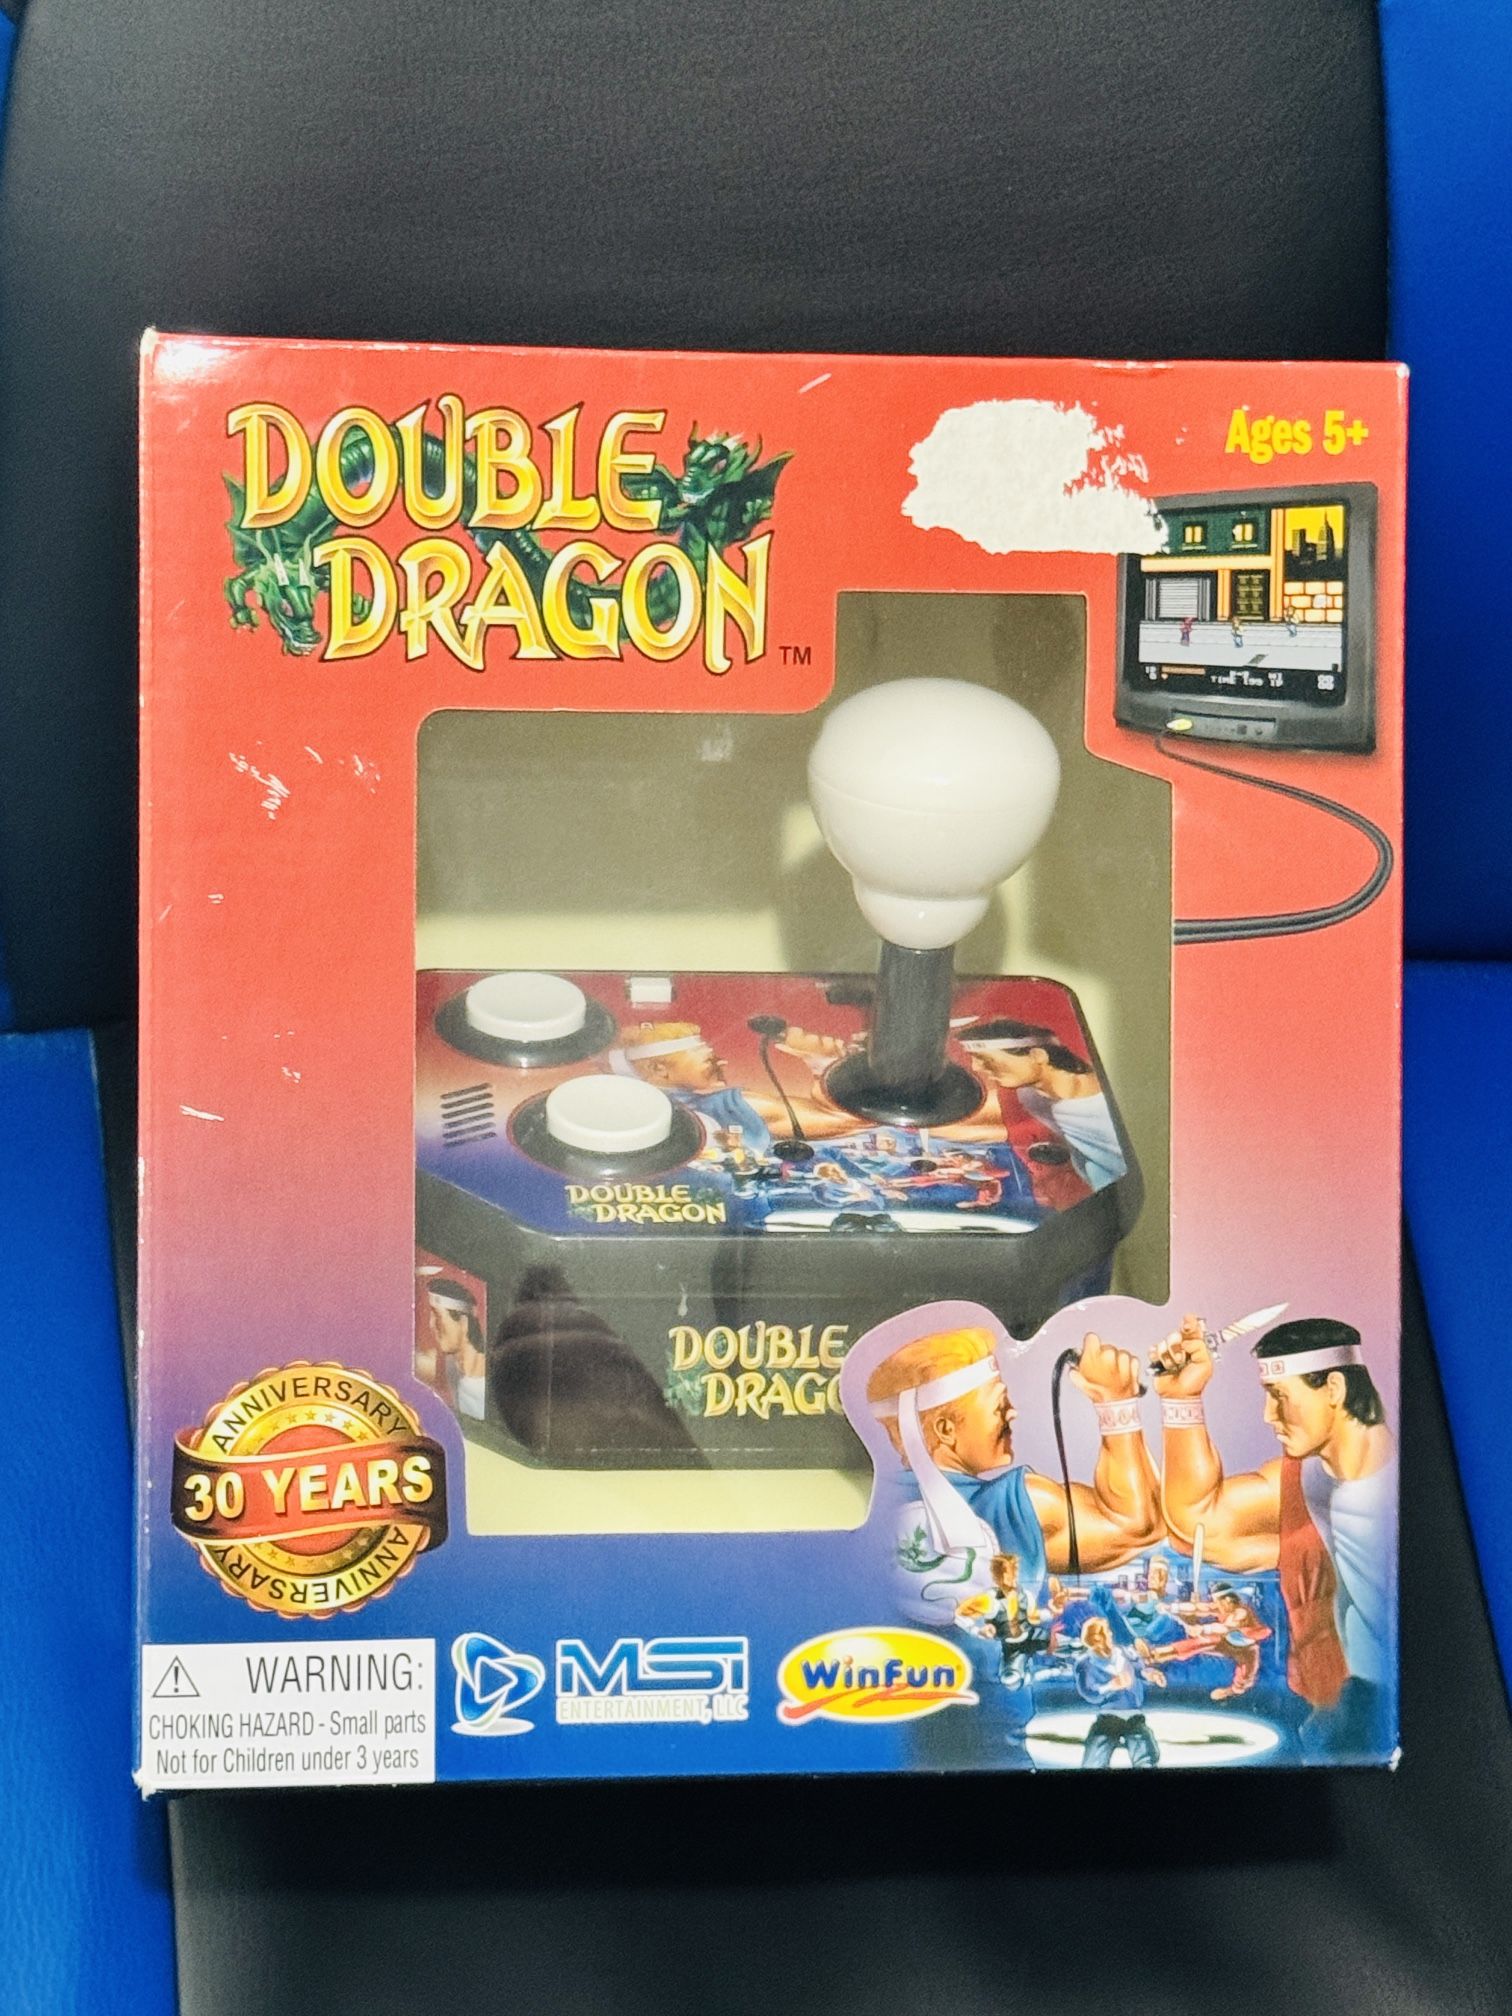 DOUBLE
DRAGON TM
Ages 5+
TIME
DOUBLE
DRAGON
DOUBLE
ANNIVERSARY
30 YEARS
ANNIVERSARY
WARNING:
CHOKING HAZARD - Small parts
Not for Children under 3 years
MSI
ENTERTAINMENT, LLC
WinFun